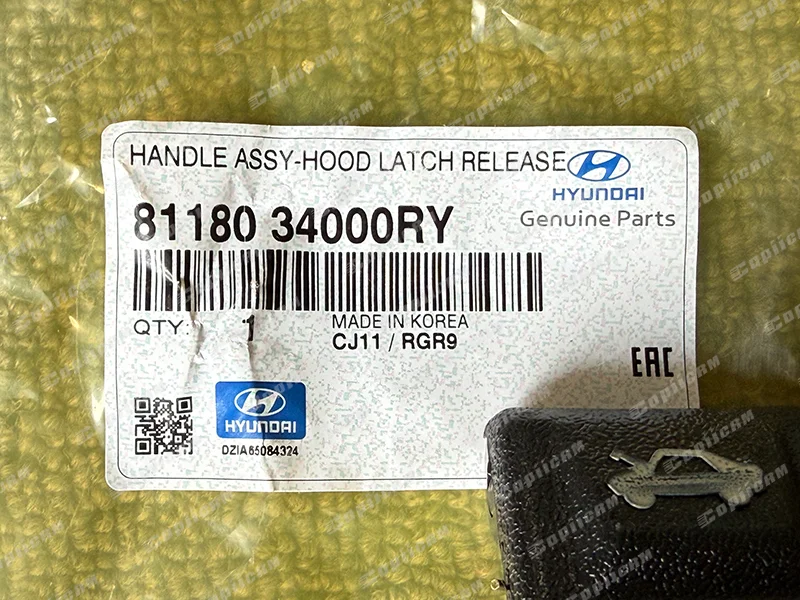 HANDLE ASSY-HOOD LATCH RELEASE
HYUNDAI
Genuine Parts
81180 34000RY
QTY: 1
MADE IN KOREA
CJ11 / RGR9
EAC
HYUNDAI
DZIA65084324
CopiiCAM